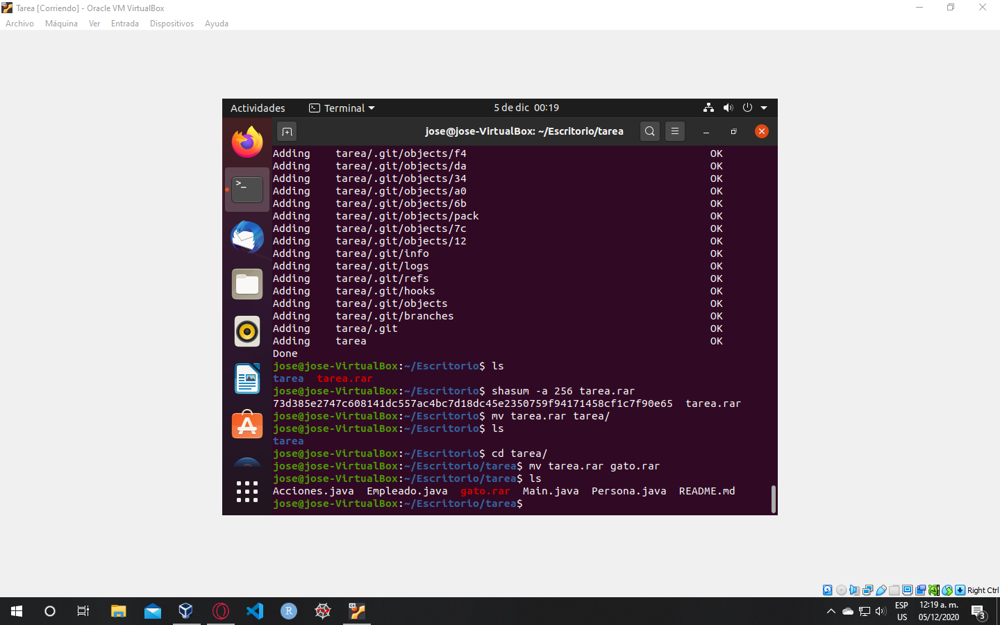 Tarea [Corriendo] - Oracle VM VirtualBox
Archivo Máquina Ver Entrada Dispositivos Ayuda
Actividades Terminal 5 de dic 00:19
jose@jose-VirtualBox: ~/Escritorio/tarea
Adding tarea/.git/objects/f4 OK
Adding tarea/.git/objects/da OK
Adding tarea/.git/objects/34 OK
Adding tarea/.git/objects/a0 OK
Adding tarea/.git/objects/6b OK
Adding tarea/.git/objects/pack OK
Adding tarea/.git/objects/7c OK
Adding tarea/.git/objects/12 OK
Adding tarea/.git/info OK
Adding tarea/.git/logs OK
Adding tarea/.git/refs OK
Adding tarea/.git/hooks OK
Adding tarea/.git/objects OK
Adding tarea/.git/branches OK
Adding tarea/.git OK
Adding tarea OK
Done
jose@jose-VirtualBox:~/Escritorio$ ls
tarea tarea.rar
jose@jose-VirtualBox:~/Escritorio$ shasum -a 256 tarea.rar
73d385e2747c608141dc557ac4bc7d18dc45e2350759f94171458cf1c7f90e65 tarea.rar
jose@jose-VirtualBox:~/Escritorio$ mv tarea.rar tarea/
jose@jose-VirtualBox:~/Escritorio$ ls
tarea
jose@jose-VirtualBox:~/Escritorio$ cd tarea/
jose@jose-VirtualBox:~/Escritorio/tarea$ mv tarea.rar gato.rar
jose@jose-VirtualBox:~/Escritorio/tarea$ ls
Acciones.java Empleado.java gato.rar Main.java Persona.java README.md
jose@jose-VirtualBox:~/Escritorio/tarea$
Right Ctrl
ESP 12:19 a. m.
US 05/12/2020 3